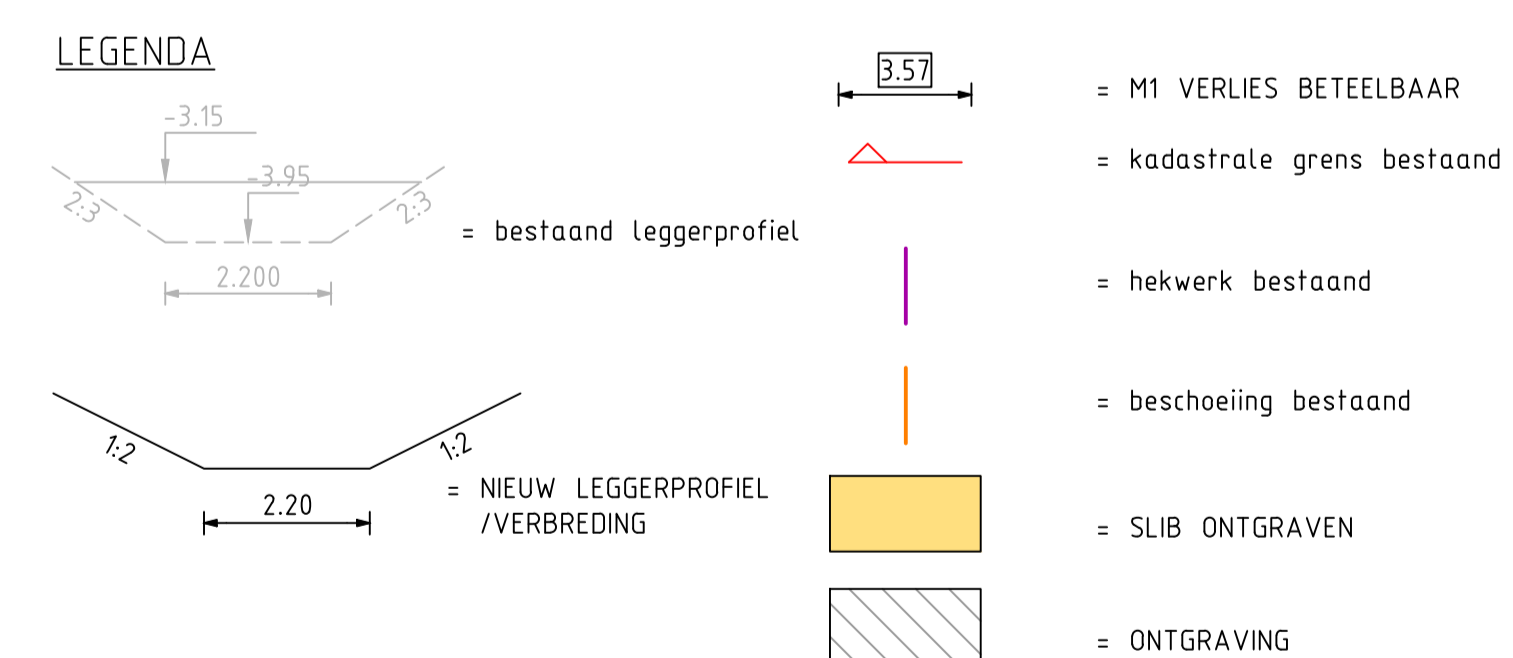 LEGENDA
-3.15
-3.95
2:3
2:3
= bestaand leggerprofiel
2.200
1:2
1:2
= NIEUW LEGGERPROFIEL
/VERBREDING
2.20
3.57
= M1 VERLIES BETEELBAAR
= kadastrale grens bestaand
= hekwerk bestaand
= beschoeiing bestaand
= SLIB ONTGRAVEN
= ONTGRAVING